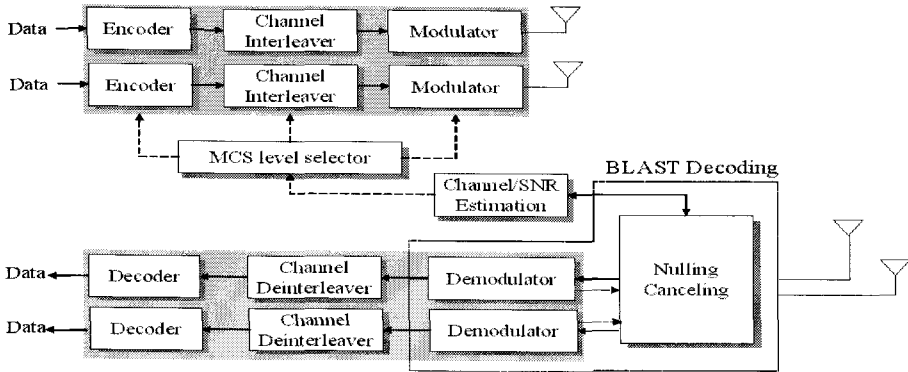 Data
Encoder
Channel
Interleaver
Modulator
Data
Encoder
Channel
Interleaver
Modulator
MCS level selector
BLAST Decoding
Channel/SNR
Estimation
Nulling
Canceling
Data
Decoder
Channel
Deinterleaver
Demodulator
Data
Decoder
Channel
Deinterleaver
Demodulator